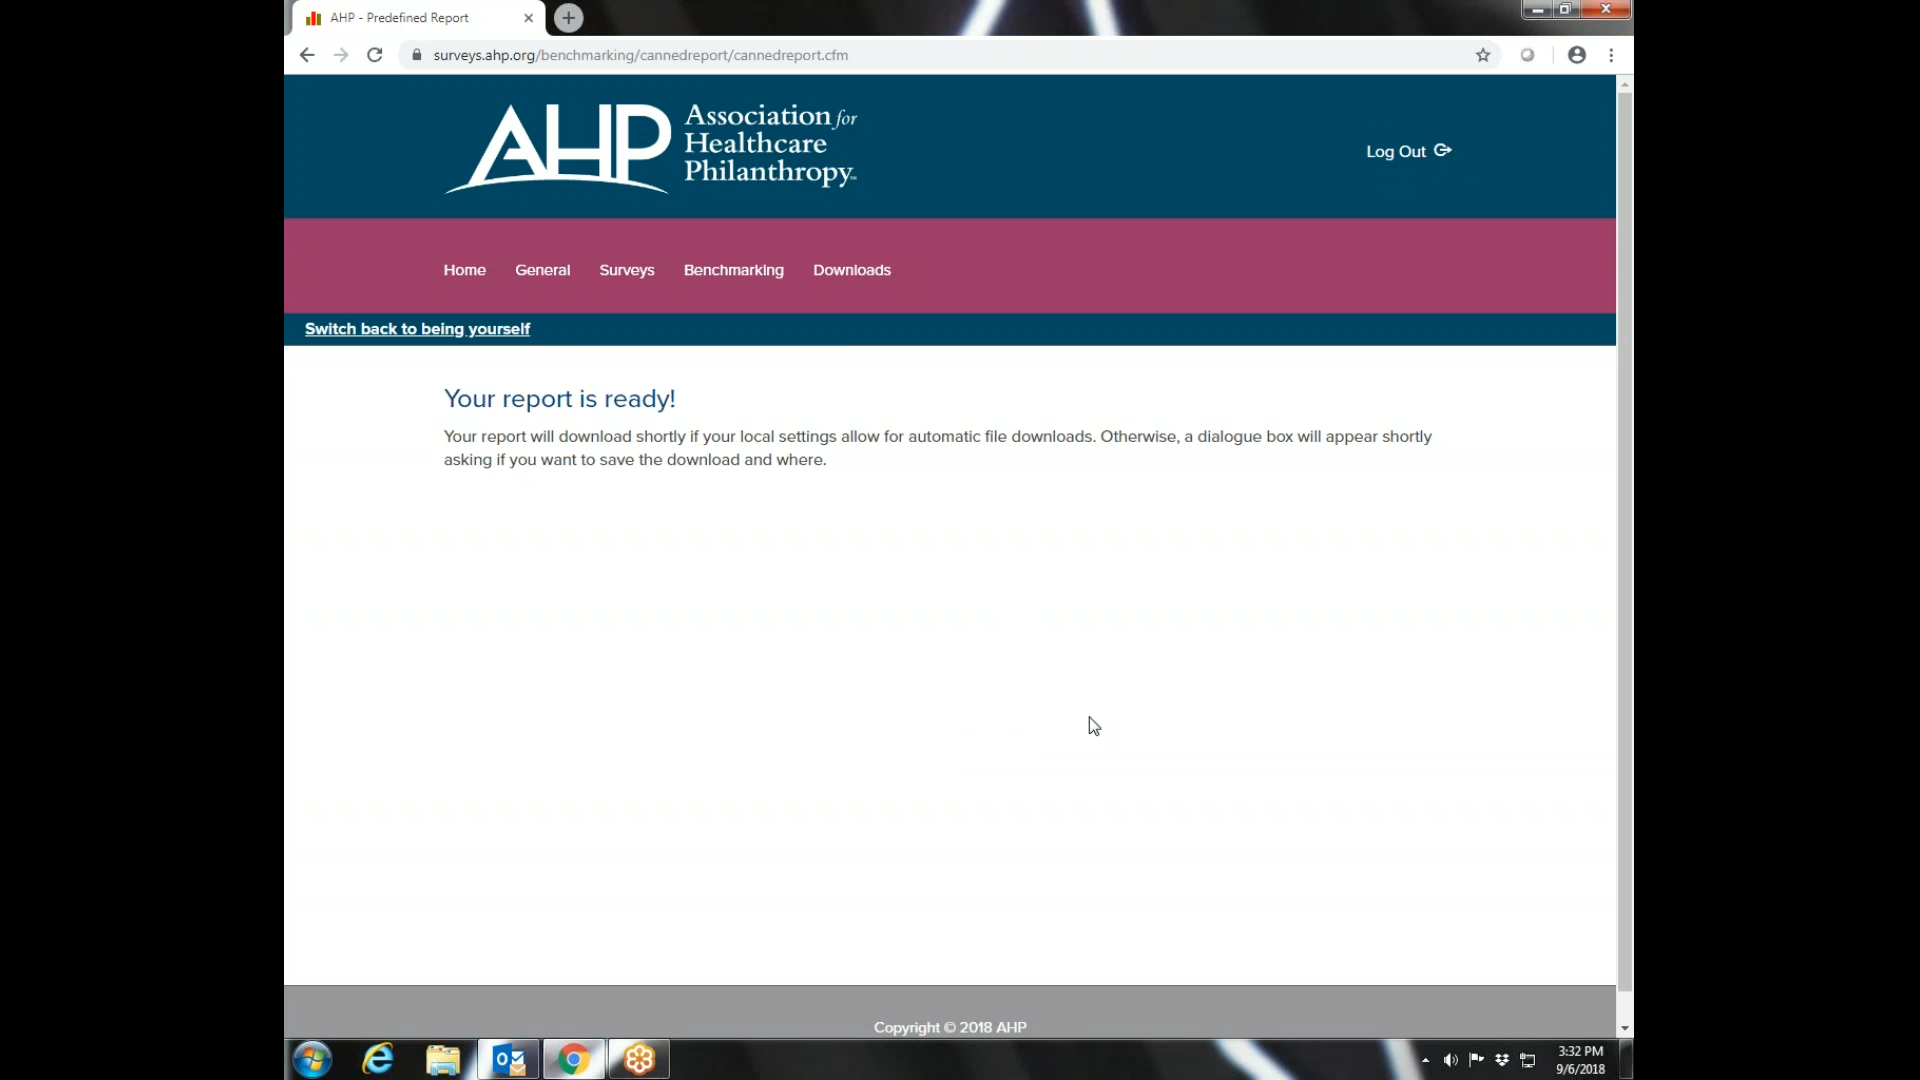 AHP - Predefined Report
surveys.ahp.org/benchmarking/cannedreport/cannedreport.cfm
AHP
Association for
Healthcare
Philanthropy
Log Out
Home General Surveys Benchmarking Downloads
Switch back to being yourself
Your report is ready!
Your report will download shortly if your local settings allow for automatic file downloads. Otherwise, a dialogue box will appear shortly
asking if you want to save the download and where.
Copyright © 2018 AHP
3:32 PM
9/6/2018